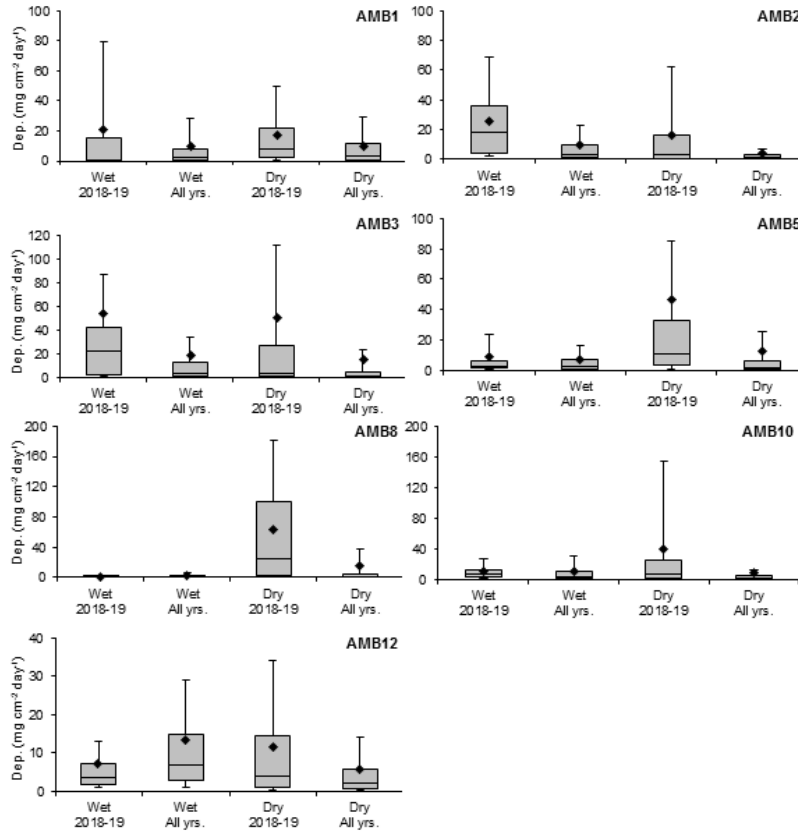 AMB1
Dep. (mg cm⁻² day⁻¹)
100
80
60
40
20
0
Wet
2018-19
Wet
All yrs.
Dry
2018-19
Dry
All yrs.
AMB2
100
80
60
40
20
0
Wet
2018-19
Wet
All yrs.
Dry
2018-19
Dry
All yrs.
AMB3
Dep. (mg cm⁻² day⁻¹)
120
100
80
60
40
20
0
Wet
2018-19
Wet
All yrs.
Dry
2018-19
Dry
All yrs.
AMB5
100
80
60
40
20
0
Wet
2018-19
Wet
All yrs.
Dry
2018-19
Dry
All yrs.
AMB8
Dep. (mg cm⁻² day⁻¹)
200
160
120
80
40
0
Wet
2018-19
Wet
All yrs.
Dry
2018-19
Dry
All yrs.
AMB10
200
160
120
80
40
0
Wet
2018-19
Wet
All yrs.
Dry
2018-19
Dry
All yrs.
AMB12
Dep. (mg cm⁻² day⁻¹)
40
30
20
10
0
Wet
2018-19
Wet
All yrs.
Dry
2018-19
Dry
All yrs.